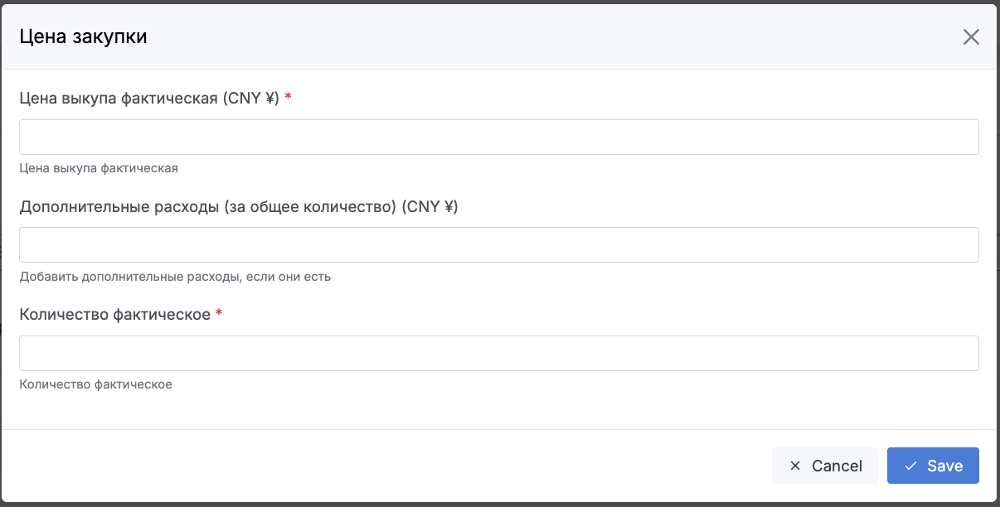 Цена закупки
Цена выкупа фактическая (CNY ¥) *
Цена выкупа фактическая
Дополнительные расходы (за общее количество) (CNY ¥)
Добавить дополнительные расходы, если они есть
Количество фактическое *
Количество фактическое
Cancel
Save